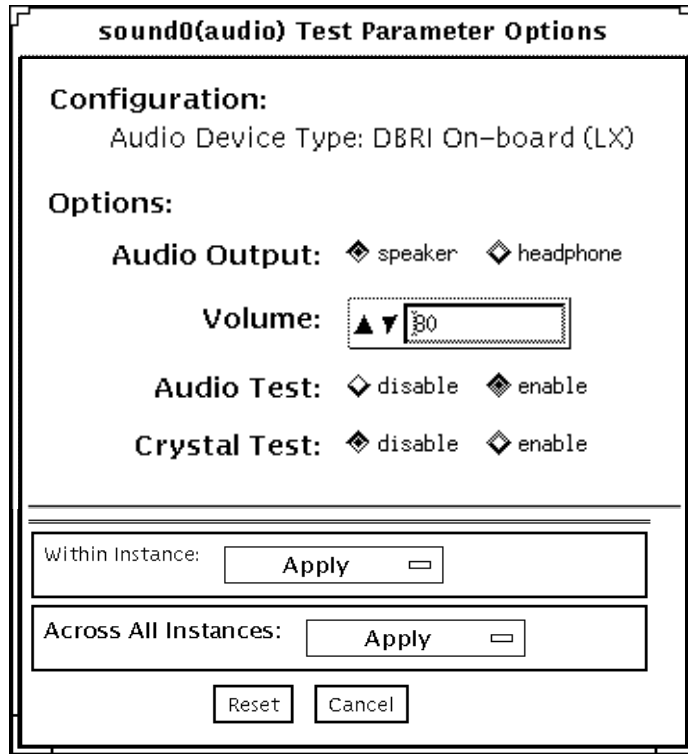 sound0(audio) Test Parameter Options
Configuration:
Audio Device Type: DBRI On-board (LX)
Options:
Audio Output: speaker headphone
Volume: 80
Audio Test: disable enable
Crystal Test: disable enable
Within Instance: Apply
Across All Instances: Apply
Reset Cancel